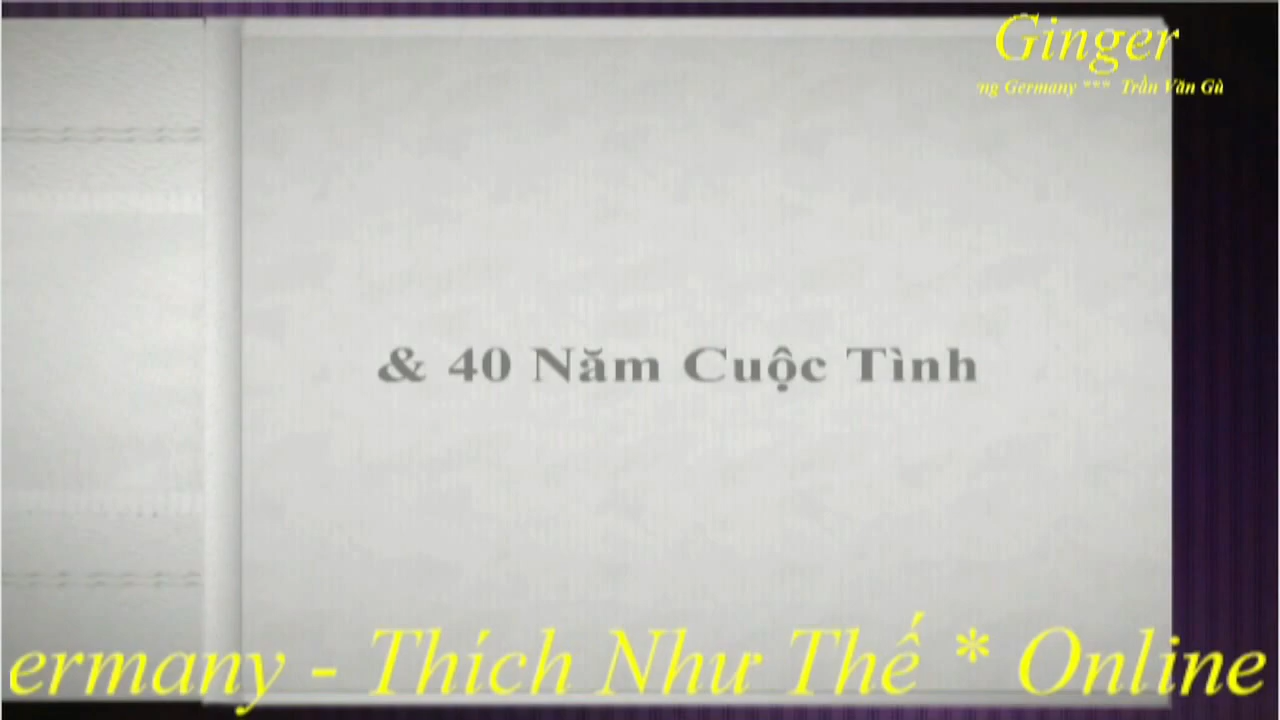 Ginger
ng Germany *** Trần Văn Gù
& 40 Năm Cuộc Tình
ermany - Thích Như Thế * Online